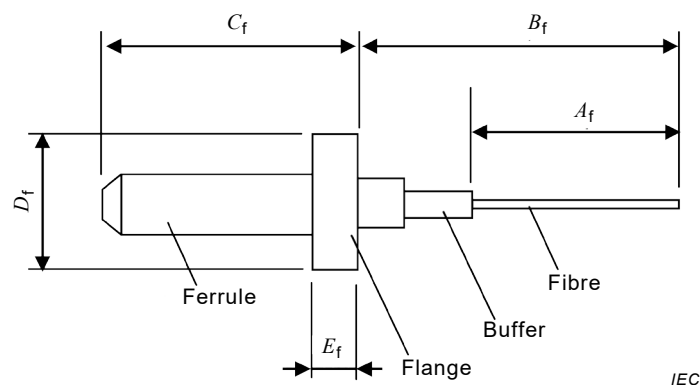 Cf
Bf
Af
Df
Ferrule
Fibre
Buffer
Ef
Flange
IEC